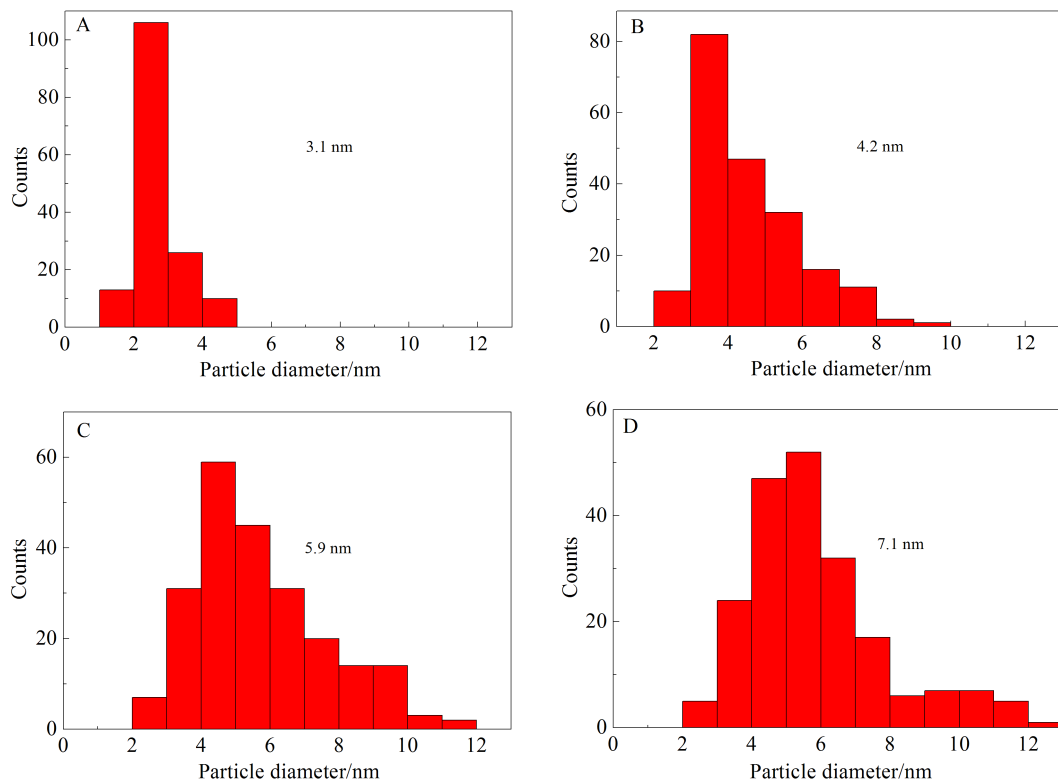 A
3.1 nm
Counts
100
80
60
40
20
0
0 2 4 6 8 10 12
Particle diameter/nm
B
4.2 nm
Counts
80
60
40
20
0
2 4 6 8 10 12
Particle diameter/nm
C
5.9 nm
Counts
60
40
20
0
0 2 4 6 8 10 12
Particle diameter/nm
D
7.1 nm
Counts
60
40
20
0
0 2 4 6 8 10 12
Particle diameter/nm